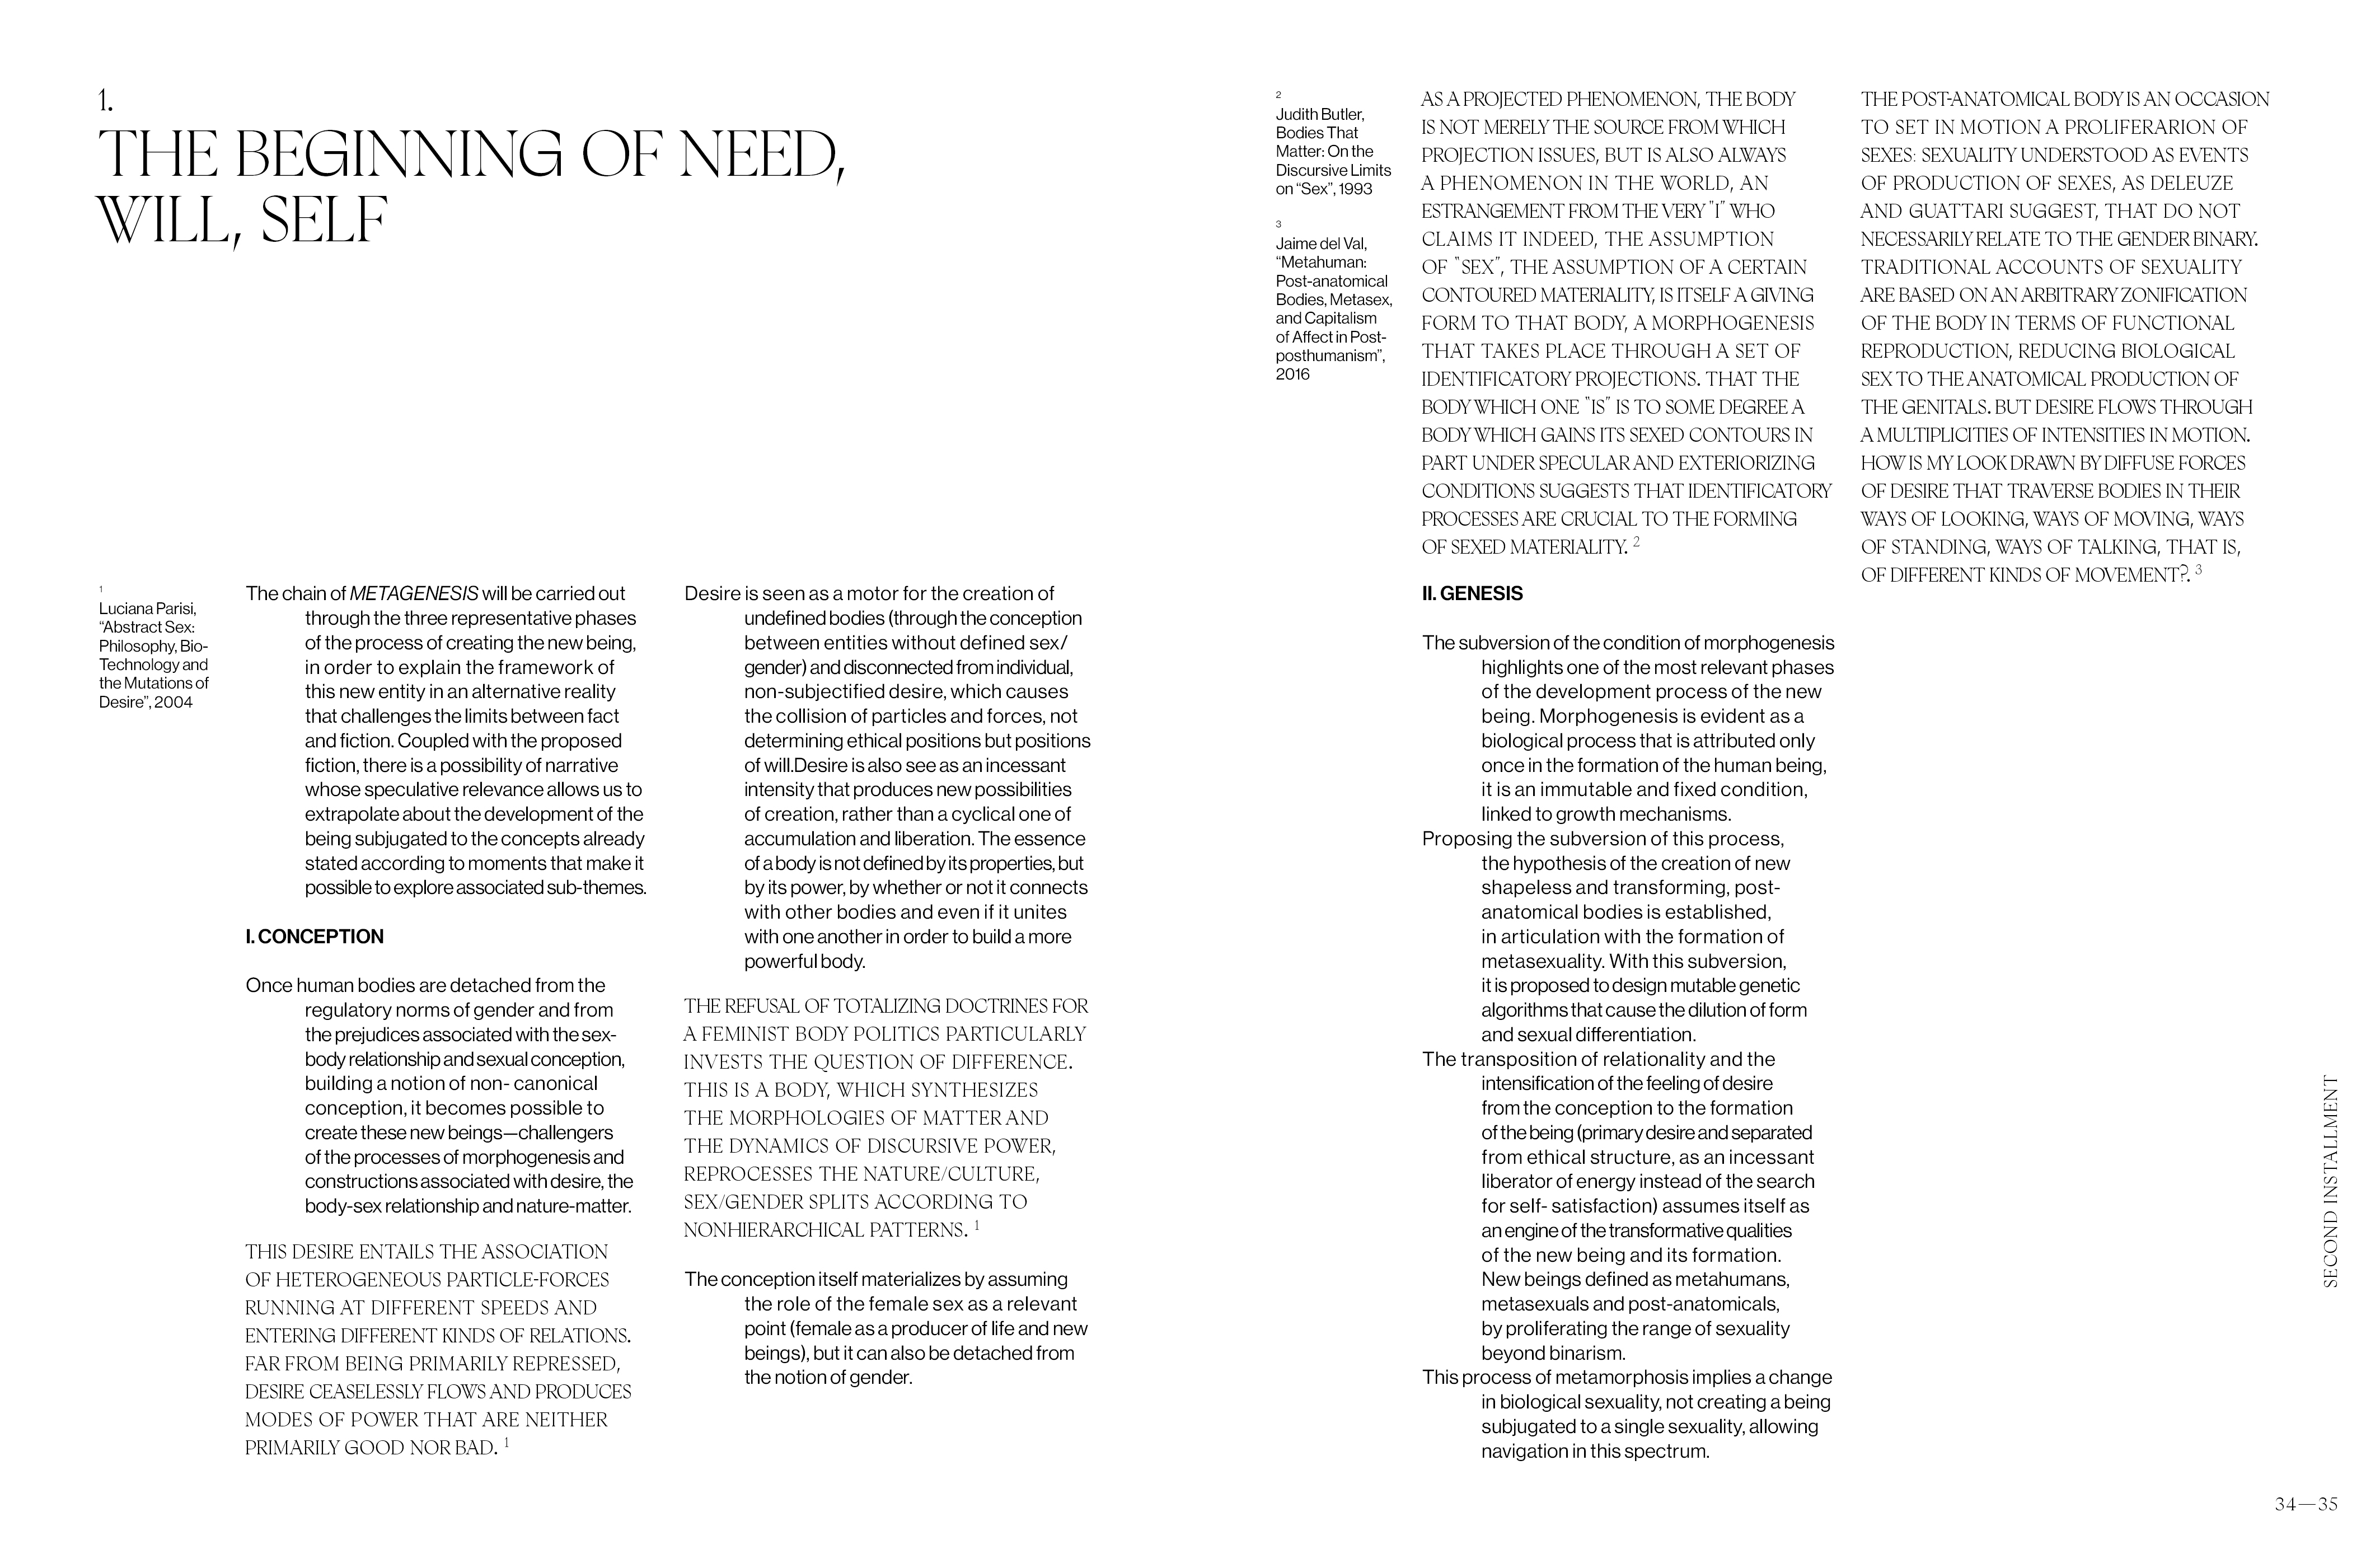 1.
THE BEGINNING OF NEED,
WILL, SELF
1
Luciana Parisi,
“Abstract Sex:
Philosophy, Bio-
Technology and
the Mutations of
Desire”, 2004
The chain of METAGENESIS will be carried out
through the three representative phases
of the process of creating the new being,
in order to explain the framework of
this new entity in an alternative reality
that challenges the limits between fact
and fiction. Coupled with the proposed
fiction, there is a possibility of narrative
whose speculative relevance allows us to
extrapolate about the development of the
being subjugated to the concepts already
stated according to moments that make it
possible to explore associated sub-themes.
I. CONCEPTION
Once human bodies are detached from the
regulatory norms of gender and from
the prejudices associated with the sex-
body relationship and sexual conception,
building a notion of non- canonical
conception, it becomes possible to
create these new beings—challengers
of the processes of morphogenesis and
constructions associated with desire, the
body-sex relationship and nature-matter.
THIS DESIRE ENTAILS THE ASSOCIATION
OF HETEROGENEOUS PARTICLE-FORCES
RUNNING AT DIFFERENT SPEEDS AND
ENTERING DIFFERENT KINDS OF RELATIONS.
FAR FROM BEING PRIMARILY REPRESSED,
DESIRE CEASELESSLY FLOWS AND PRODUCES
MODES OF POWER THAT ARE NEITHER
PRIMARILY GOOD NOR BAD. 1
Desire is seen as a motor for the creation of
undefined bodies (through the conception
between entities without defined sex/
gender) and disconnected from individual,
non-subjectified desire, which causes
the collision of particles and forces, not
determining ethical positions but positions
of will.Desire is also see as an incessant
intensity that produces new possibilities
of creation, rather than a cyclical one of
accumulation and liberation. The essence
of a body is not defined by its properties, but
by its power, by whether or not it connects
with other bodies and even if it unites
with one another in order to build a more
powerful body.
THE REFUSAL OF TOTALIZING DOCTRINES FOR
A FEMINIST BODY POLITICS PARTICULARLY
INVESTS THE QUESTION OF DIFFERENCE.
THIS IS A BODY, WHICH SYNTHESIZES
THE MORPHOLOGIES OF MATTER AND
THE DYNAMICS OF DISCURSIVE POWER,
REPROCESSES THE NATURE/CULTURE,
SEX/GENDER SPLITS ACCORDING TO
NONHIERARCHICAL PATTERNS. 1
The conception itself materializes by assuming
the role of the female sex as a relevant
point (female as a producer of life and new
beings), but it can also be detached from
the notion of gender.
2
Judith Butler,
Bodies That
Matter: On the
Discursive Limits
on “Sex”, 1993
3
Jaime del Val,
“Metahuman:
Post-anatomical
Bodies, Metasex,
and Capitalism
of Affect in Post-
posthumanism”,
2016
AS A PROJECTED PHENOMENON, THE BODY
IS NOT MERELY THE SOURCE FROM WHICH
PROJECTION ISSUES, BUT IS ALSO ALWAYS
A PHENOMENON IN THE WORLD, AN
ESTRANGEMENT FROM THE VERY "I" WHO
CLAIMS IT INDEED, THE ASSUMPTION
OF "SEX", THE ASSUMPTION OF A CERTAIN
CONTOURED MATERIALITY, IS ITSELF A GIVING
FORM TO THAT BODY, A MORPHOGENESIS
THAT TAKES PLACE THROUGH A SET OF
IDENTIFICATORY PROJECTIONS. THAT THE
BODY WHICH ONE "IS" IS TO SOME DEGREE A
BODY WHICH GAINS ITS SEXED CONTOURS IN
PART UNDER SPECULAR AND EXTERIORIZING
CONDITIONS SUGGESTS THAT IDENTIFICATORY
PROCESSES ARE CRUCIAL TO THE FORMING
OF SEXED MATERIALITY. 2
II. GENESIS
The subversion of the condition of morphogenesis
highlights one of the most relevant phases
of the development process of the new
being. Morphogenesis is evident as a
biological process that is attributed only
once in the formation of the human being,
it is an immutable and fixed condition,
linked to growth mechanisms.
Proposing the subversion of this process,
the hypothesis of the creation of new
shapeless and transforming, post-
anatomical bodies is established,
in articulation with the formation of
metasexuality. With this subversion,
it is proposed to design mutable genetic
algorithms that cause the dilution of form
and sexual differentiation.
The transposition of relationality and the
intensification of the feeling of desire
from the conception to the formation
of the being (primary desire and separated
from ethical structure, as an incessant
liberator of energy instead of the search
for self- satisfaction) assumes itself as
an engine of the transformative qualities
of the new being and its formation.
New beings defined as metahumans,
metasexuals and post-anatomicals,
by proliferating the range of sexuality
beyond binarism.
This process of metamorphosis implies a change
in biological sexuality, not creating a being
subjugated to a single sexuality, allowing
navigation in this spectrum.
THE POST-ANATOMICAL BODY IS AN OCCASION
TO SET IN MOTION A PROLIFERARION OF
SEXES: SEXUALITY UNDERSTOOD AS EVENTS
OF PRODUCTION OF SEXES, AS DELEUZE
AND GUATTARI SUGGEST, THAT DO NOT
NECESSARILY RELATE TO THE GENDER BINARY.
TRADITIONAL ACCOUNTS OF SEXUALITY
ARE BASED ON AN ARBITRARY ZONIFICATION
OF THE BODY IN TERMS OF FUNCTIONAL
REPRODUCTION, REDUCING BIOLOGICAL
SEX TO THE ANATOMICAL PRODUCTION OF
THE GENITALS. BUT DESIRE FLOWS THROUGH
A MULTIPLICITIES OF INTENSITIES IN MOTION.
HOW IS MY LOOK DRAWN BY DIFFUSE FORCES
OF DESIRE THAT TRAVERSE BODIES IN THEIR
WAYS OF LOOKING, WAYS OF MOVING, WAYS
OF STANDING, WAYS OF TALKING, THAT IS,
OF DIFFERENT KINDS OF MOVEMENT?. 3
SECOND INSTALLMENT
34—35